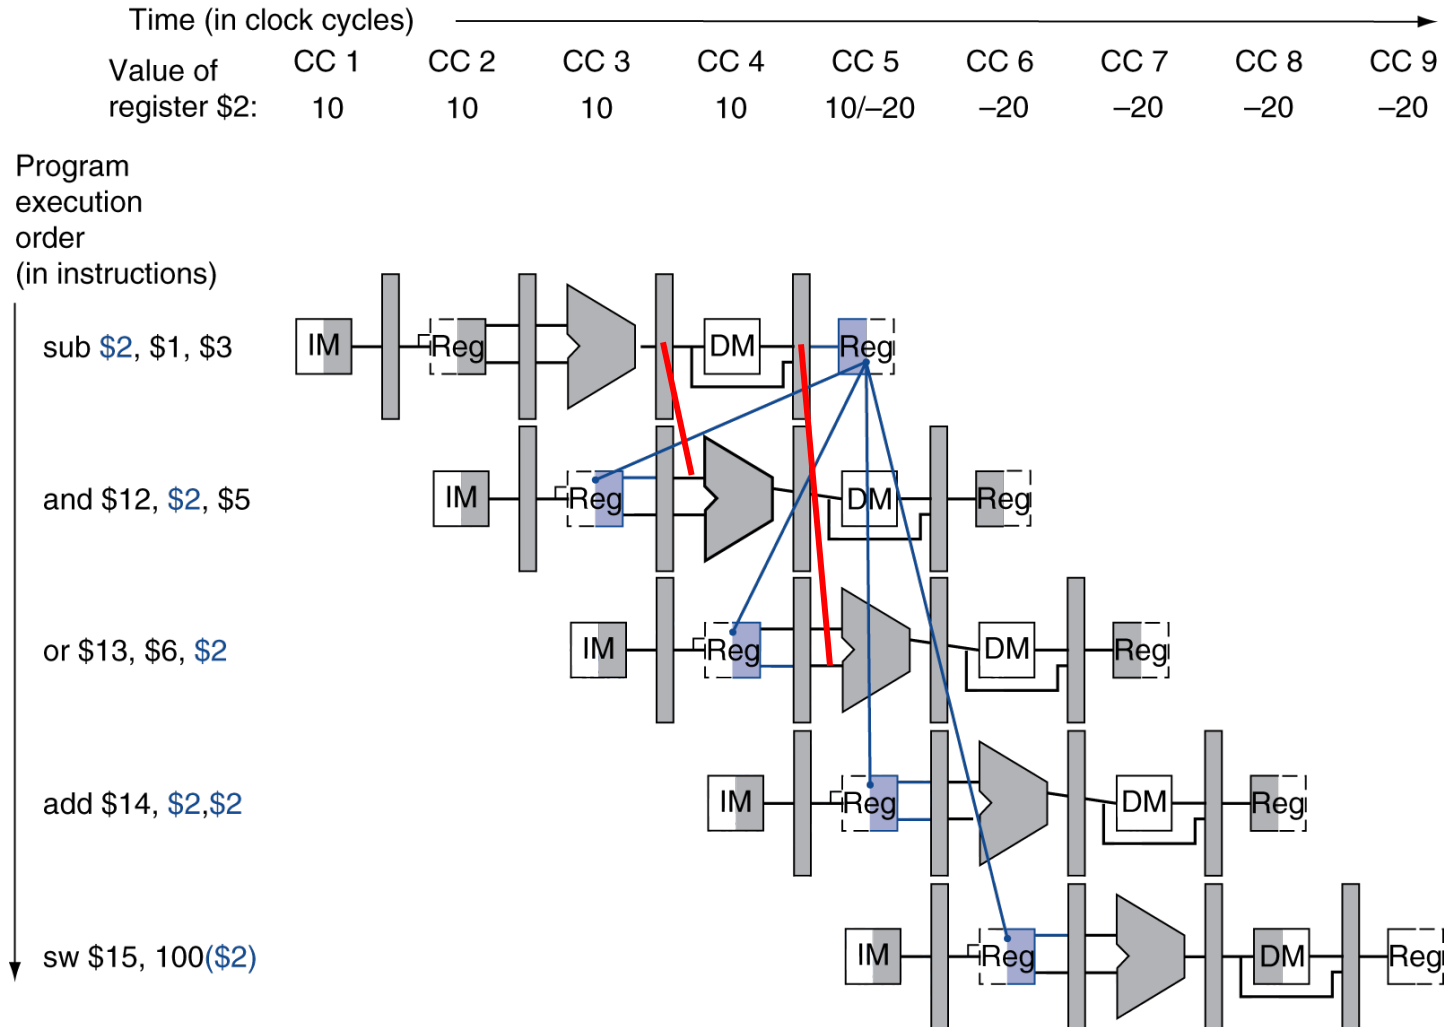 Time (in clock cycles)
Value of register $2:
CC 1 CC 2 CC 3 CC 4 CC 5 CC 6 CC 7 CC 8 CC 9
10 10 10 10 10/–20 –20 –20 –20 –20
Program
execution
order
(in instructions)
sub $2, $1, $3
IM Reg DM Reg
and $12, $2, $5
IM Reg DM Reg
or $13, $6, $2
IM Reg DM Reg
add $14, $2,$2
IM Reg DM Reg
sw $15, 100($2)
IM Reg DM Reg